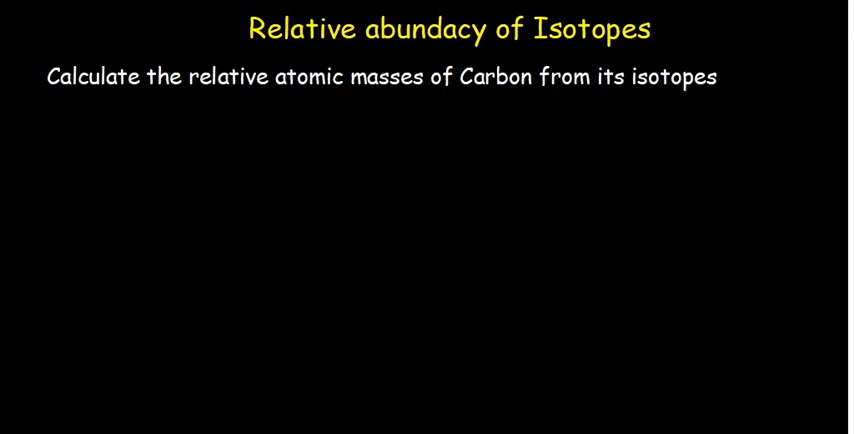 Relative abundacy of Isotopes
Calculate the relative atomic masses of Carbon from its isotopes